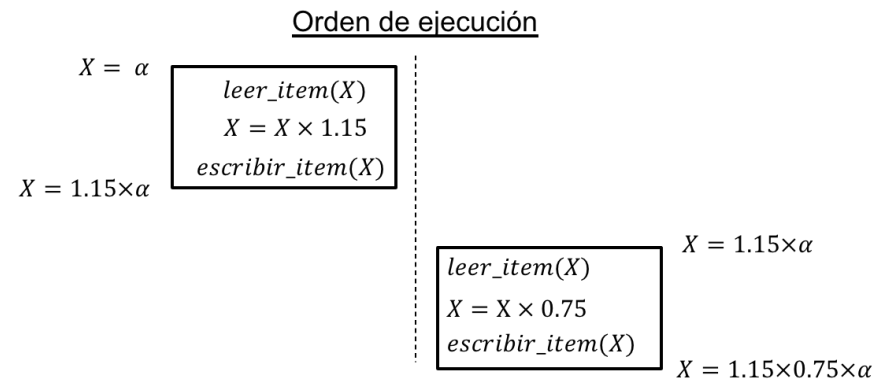 Orden de ejecución
X = α
leer_item(X)
X = X × 1.15
escribir_item(X)
X = 1.15×α
X = 1.15×α
leer_item(X)
X = X × 0.75
escribir_item(X)
X = 1.15×0.75×α